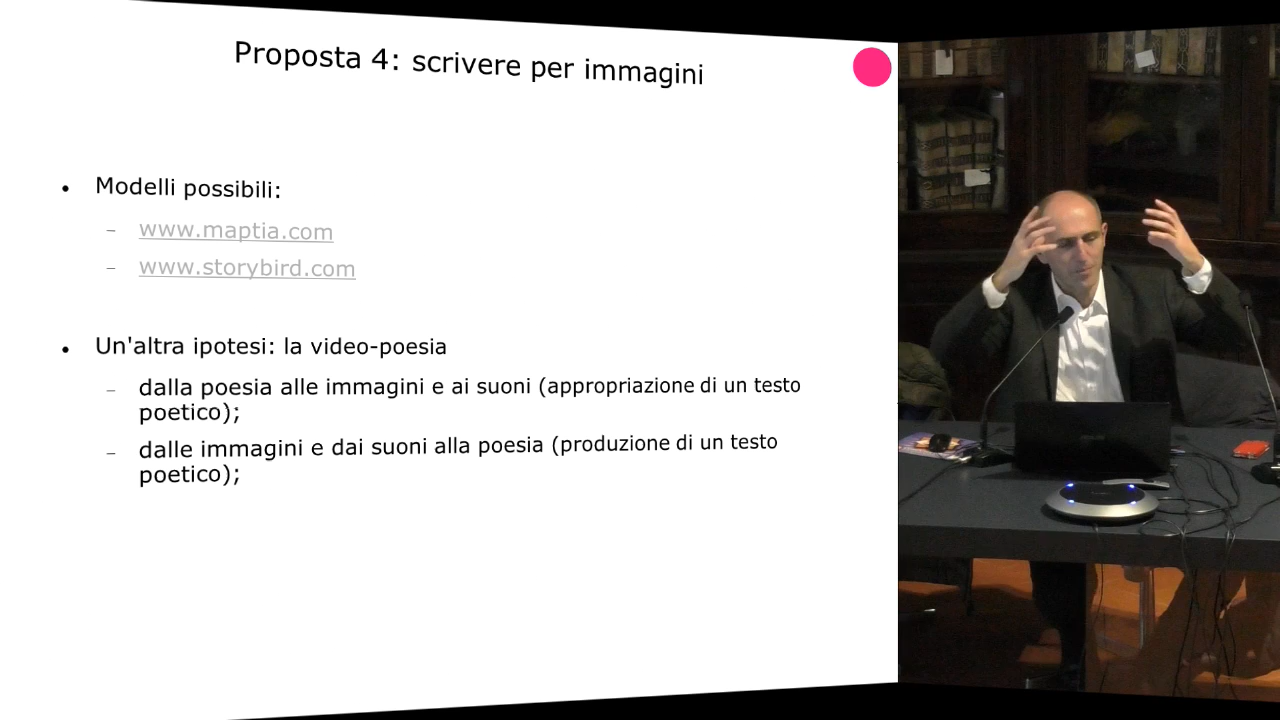 Proposta 4: scrivere per immagini
• Modelli possibili:
– www.maptia.com
– www.storybird.com
• Un'altra ipotesi: la video-poesia
– dalla poesia alle immagini e ai suoni (appropriazione di un testo
poetico);
– dalle immagini e dai suoni alla poesia (produzione di un testo
poetico);